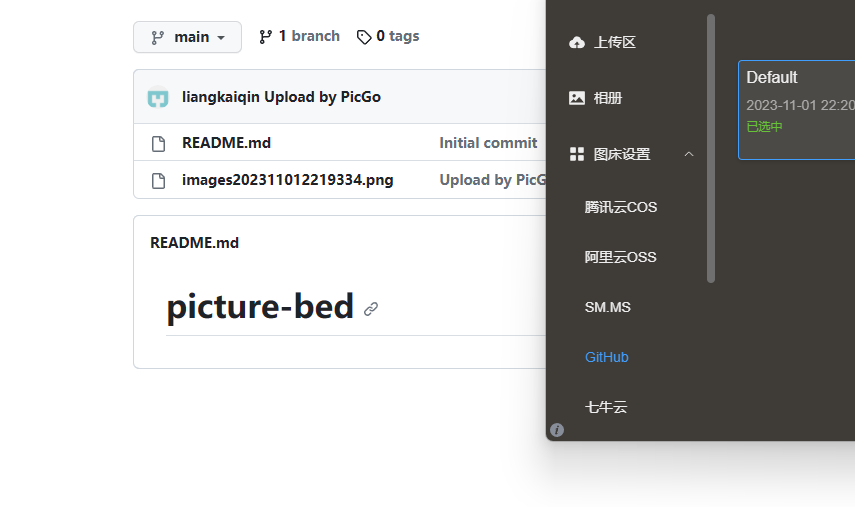 main
1 branch
0 tags
liangkaiqin Upload by PicGo
README.md
Initial commit
images202311012219334.png
Upload by PicG
README.md
picture-bed
上传区
相册
图床设置
腾讯云COS
阿里云OSS
SM.MS
GitHub
七牛云
Default
2023-11-01 22:20
已选中